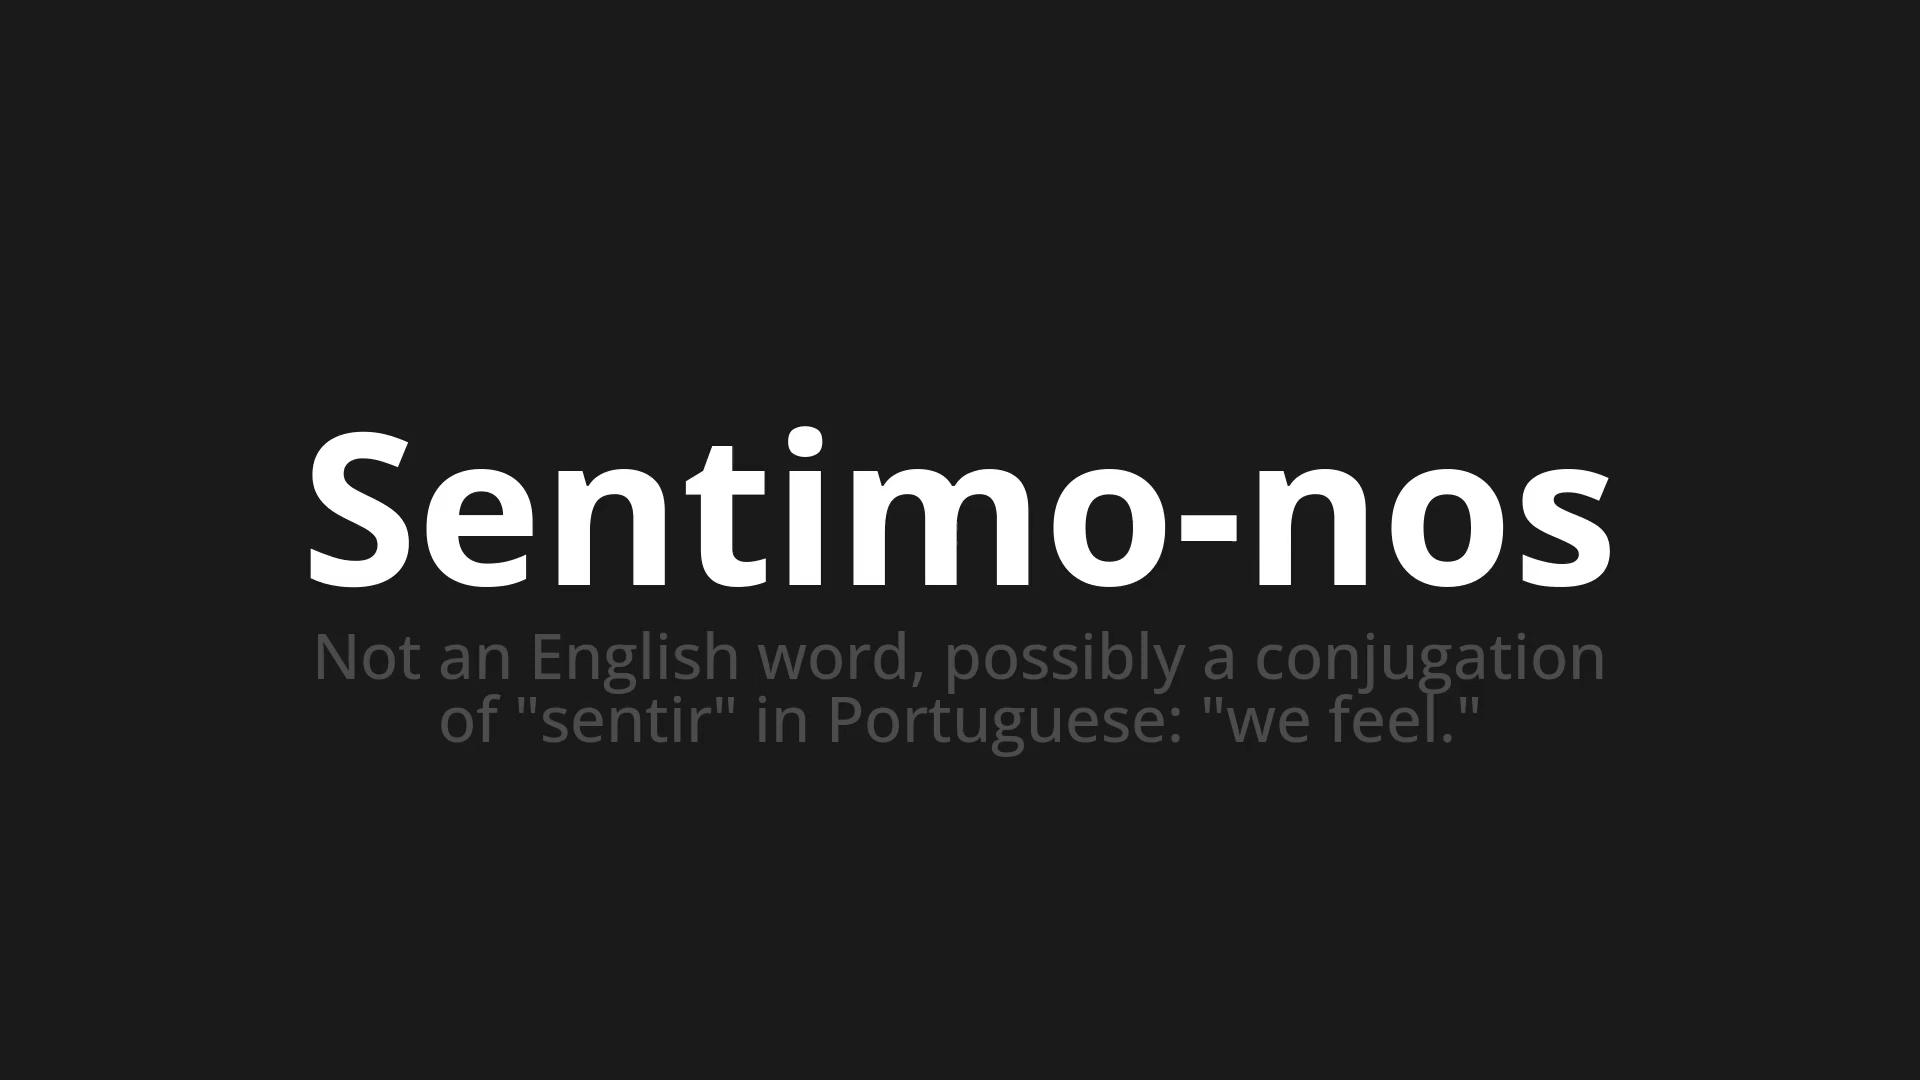 Sentimo-nos
Not an English word, possibly a conjugation
of "sentir" in Portuguese: "we feel."